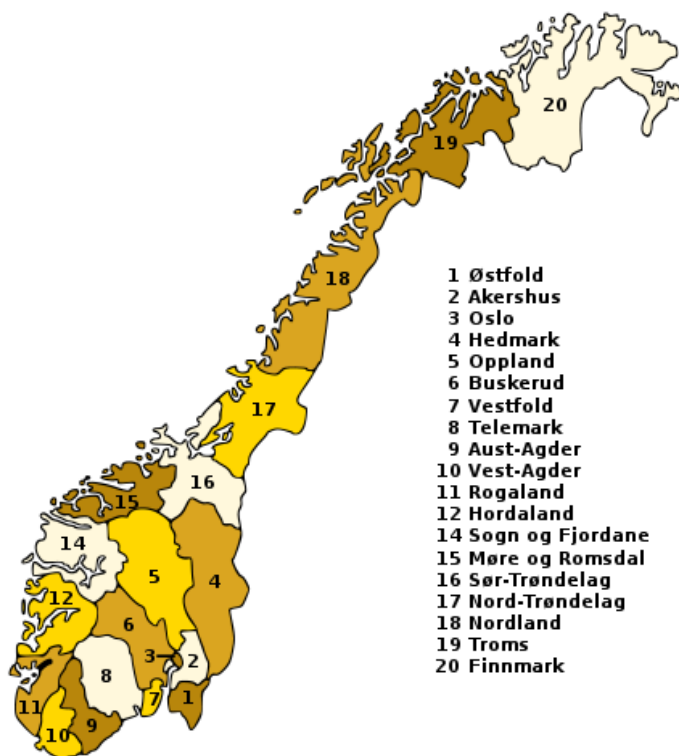 20
19
18
17
16
15
14
5
4
12
6
3
2
8
7
1
11
9
10
1 Østfold
2 Akershus
3 Oslo
4 Hedmark
5 Oppland
6 Buskerud
7 Vestfold
8 Telemark
9 Aust-Agder
10 Vest-Agder
11 Rogaland
12 Hordaland
14 Sogn og Fjordane
15 Møre og Romsdal
16 Sør-Trøndelag
17 Nord-Trøndelag
18 Nordland
19 Troms
20 Finnmark